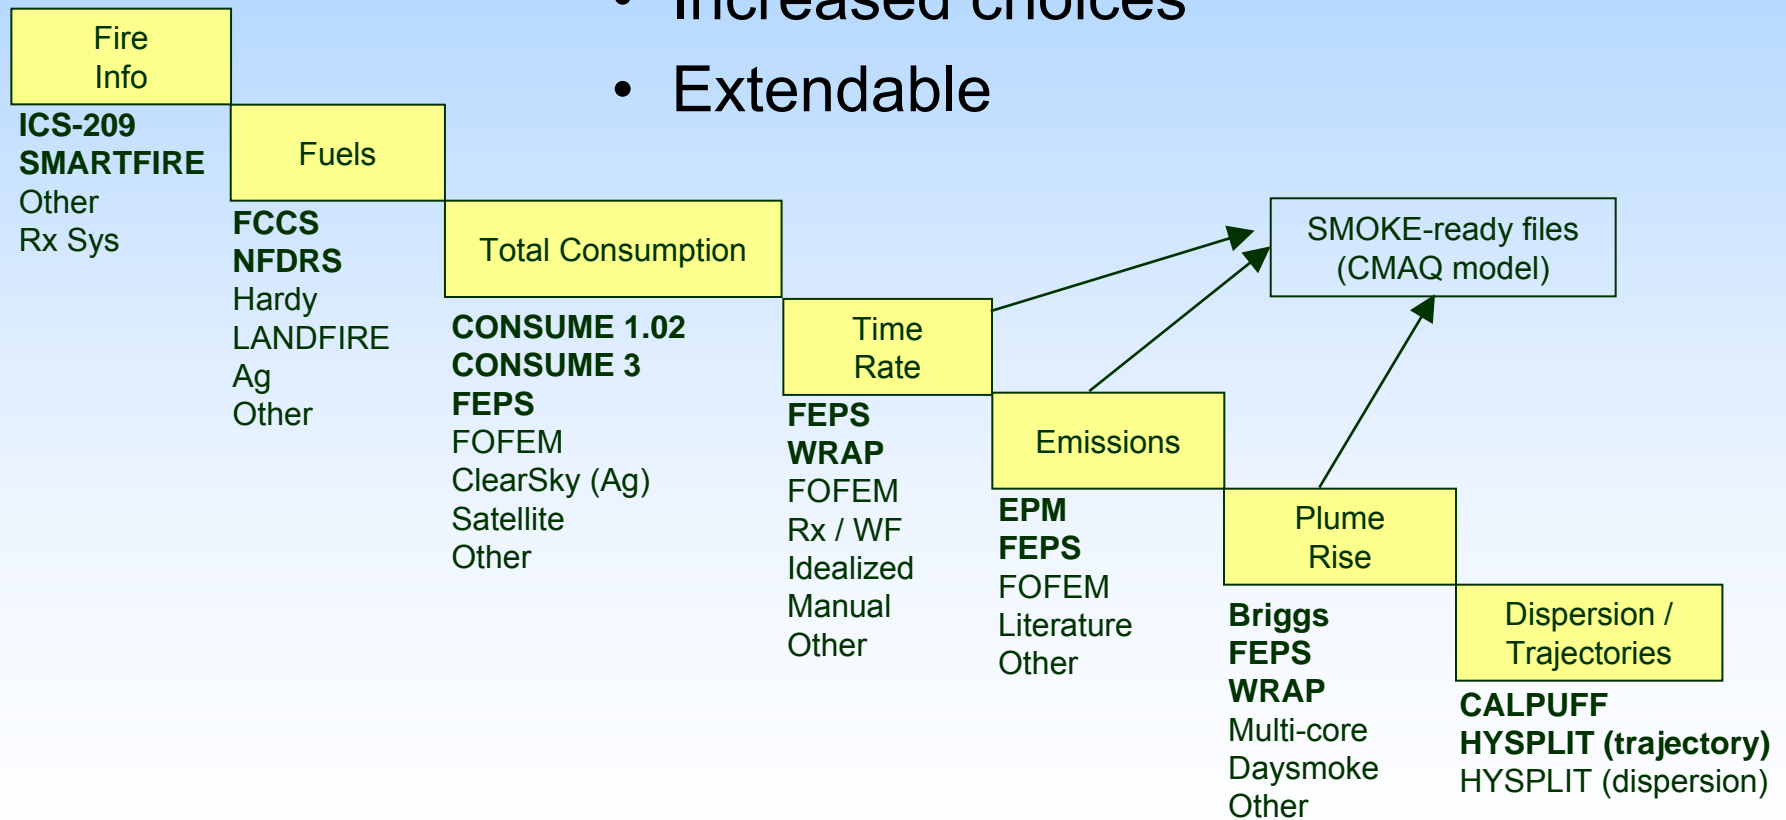 • Increased choices
• Extendable
Fire
Info
ICS-209
SMARTFIRE
Other
Rx Sys
Fuels
FCCS
NFDRS
Hardy
LANDFIRE
Ag
Other
Total Consumption
CONSUME 1.02
CONSUME 3
FEPS
FOFEM
ClearSky (Ag)
Satellite
Other
Time
Rate
FEPS
WRAP
FOFEM
Rx / WF
Idealized
Manual
Other
Emissions
EPM
FEPS
FOFEM
Literature
Other
Plume
Rise
Briggs
FEPS
WRAP
Multi-core
Daysmoke
Other
Dispersion /
Trajectories
CALPUFF
HYSPLIT (trajectory)
HYSPLIT (dispersion)
SMOKE-ready files
(CMAQ model)